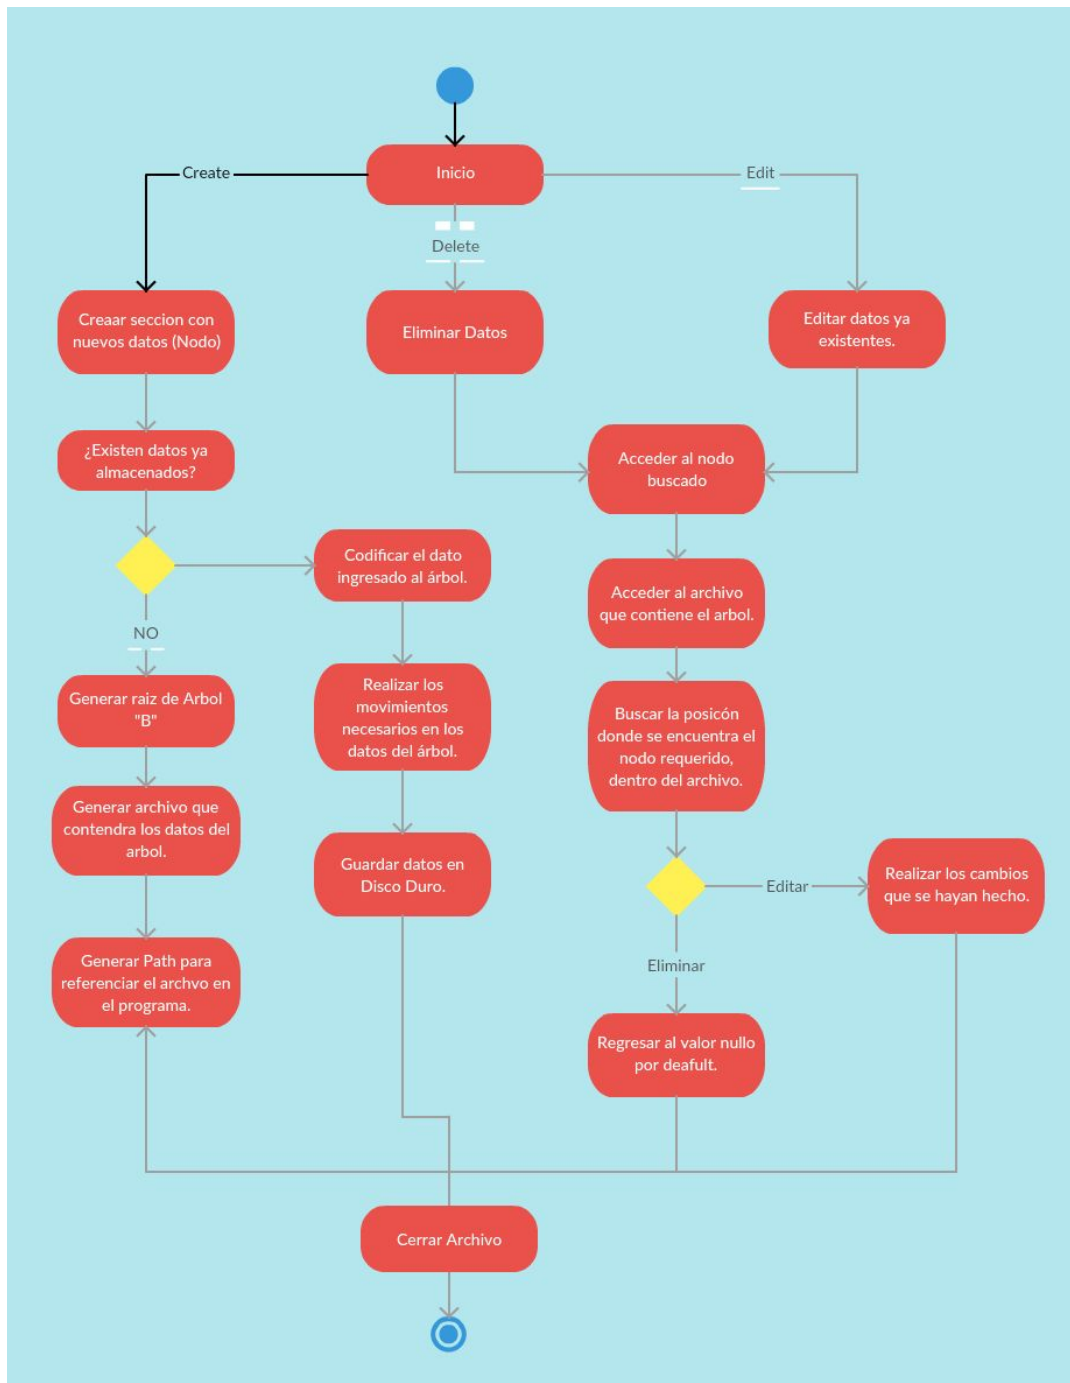 Inicio
Create
Edit
Delete
Creaar seccion con
nuevos datos (Nodo)
Eliminar Datos
Editar datos ya
existentes.
¿Existen datos ya
almacenados?
Acceder al nodo
buscado
Codificar el dato
ingresado al árbol.
Acceder al archivo
que contiene el arbol.
NO
Generar raiz de Arbol
"B"
Realizar los
movimientos
necesarios en los
datos del árbol.
Buscar la posicón
donde se encuentra el
nodo requerido,
dentro del archivo.
Generar archivo que
contendra los datos del
arbol.
Guardar datos en
Disco Duro.
Editar
Realizar los cambios
que se hayan hecho.
Generar Path para
referenciar el archvo en
el programa.
Eliminar
Regresar al valor nullo
por deafult.
Cerrar Archivo